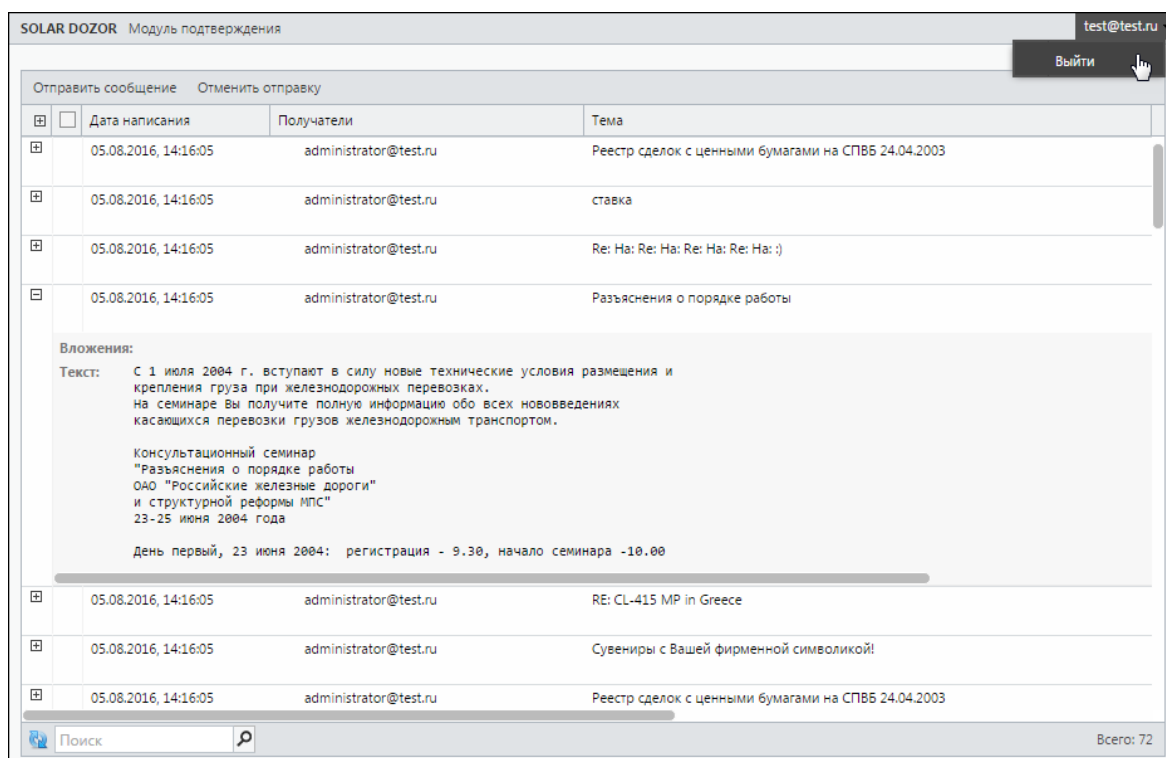 SOLAR DOZOR Модуль подтверждения test@test.ru
Выйти
Отправить сообщение Отменить отправку
Дата написания Получатели Тема
05.08.2016, 14:16:05 administrator@test.ru Реестр сделок с ценными бумагами на СПВБ 24.04.2003
05.08.2016, 14:16:05 administrator@test.ru ставка
05.08.2016, 14:16:05 administrator@test.ru Re: На: Re: На: Re: На: Re: На: :)
05.08.2016, 14:16:05 administrator@test.ru Разъяснения о порядке работы
Вложения:
Текст: С 1 июля 2004 г. вступают в силу новые технические условия размещения и
крепления груза при железнодорожных перевозках.
На семинаре Вы получите полную информацию обо всех нововведениях
касающихся перевозки грузов железнодорожным транспортом.
Консультационный семинар
"Разъяснения о порядке работы
ОАО "Российские железные дороги"
и структурной реформы МПС"
23-25 июня 2004 года
День первый, 23 июня 2004: регистрация - 9.30, начало семинара -10.00
05.08.2016, 14:16:05 administrator@test.ru RE: CL-415 MP in Greece
05.08.2016, 14:16:05 administrator@test.ru Сувениры с Вашей фирменной символикой!
05.08.2016, 14:16:05 administrator@test.ru Реестр сделок с ценными бумагами на СПВБ 24.04.2003
Поиск Всего: 72